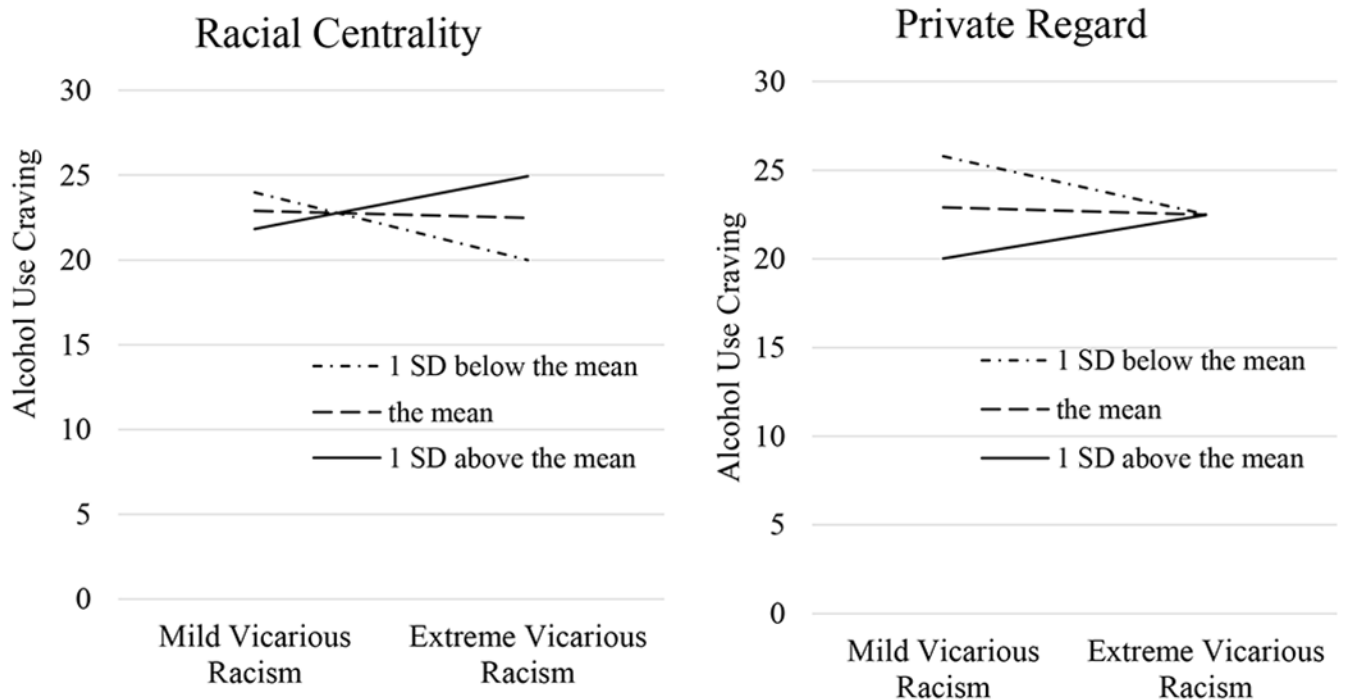 Racial Centrality
Alcohol Use Craving
30
25
20
15
10
5
0
1 SD below the mean
the mean
1 SD above the mean
Mild Vicarious
Racism
Extreme Vicarious
Racism
Private Regard
Alcohol Use Craving
30
25
20
15
10
5
0
1 SD below the mean
the mean
1 SD above the mean
Mild Vicarious
Racism
Extreme Vicarious
Racism